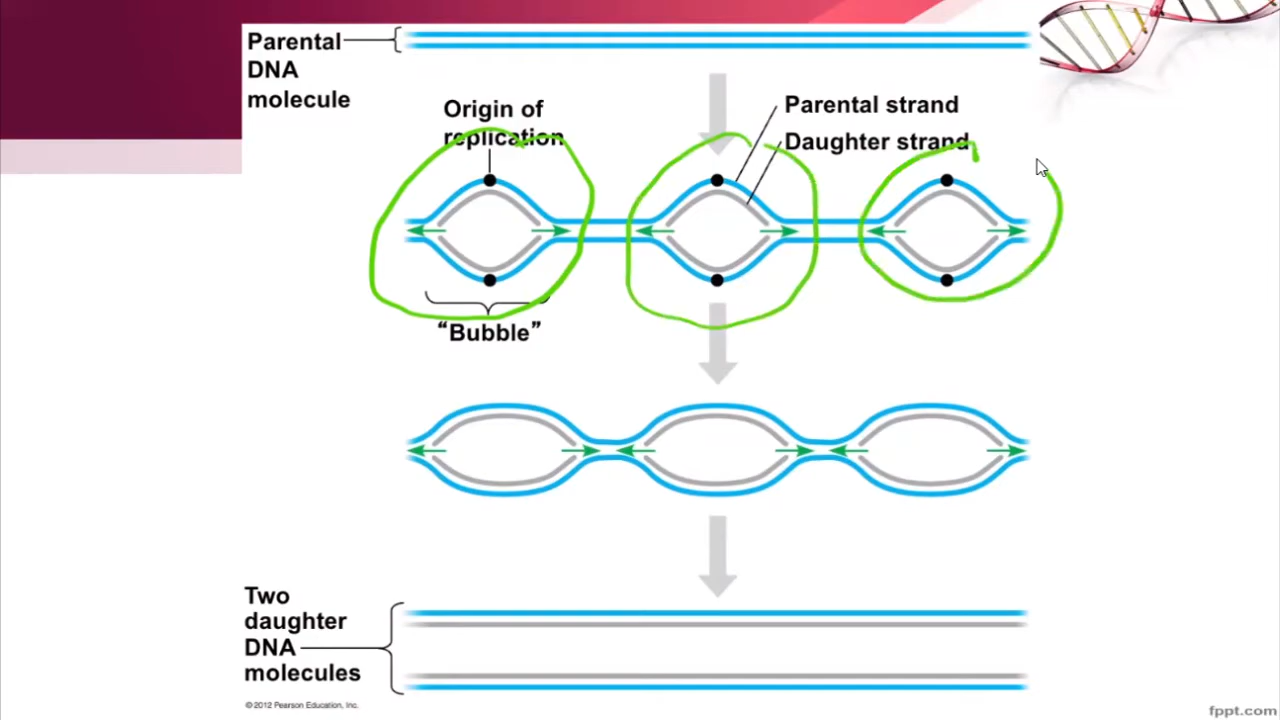 Parental
DNA
molecule
Origin of
replication
Parental strand
Daughter strand
“Bubble”
Two
daughter
DNA
molecules
© 2012 Pearson Education, Inc.
fppt.com